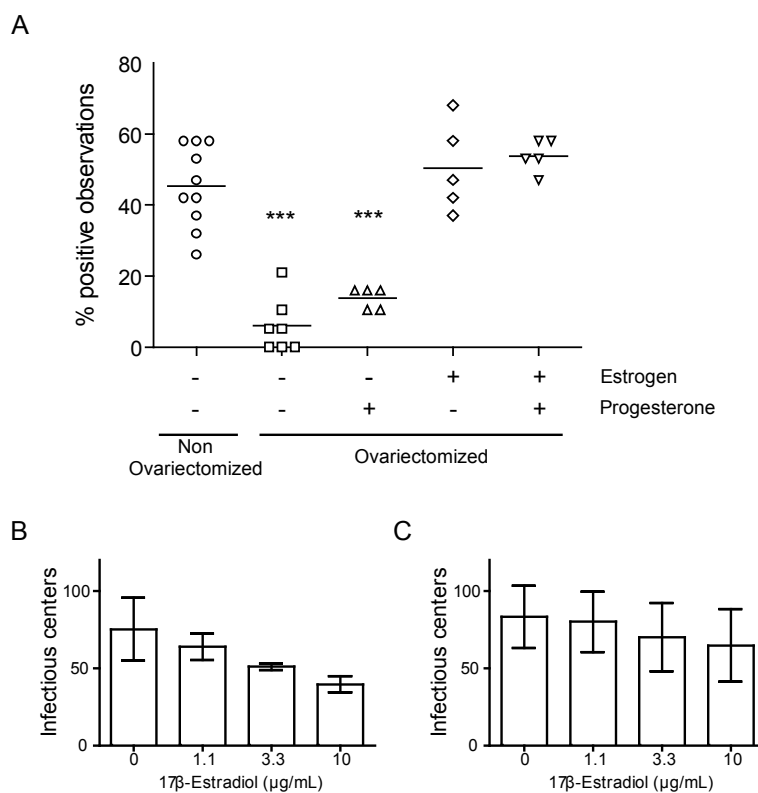 A
80
60
40
20
0
% positive observations
*** ***
- - - + + Estrogen
- - + - + Progesterone
Non
Ovariectomized
Ovariectomized
B
100
50
0
Infectious centers
0 1.1 3.3 10
17β-Estradiol (µg/mL)
C
100
50
0
Infectious centers
0 1.1 3.3 10
17β-Estradiol (µg/mL)